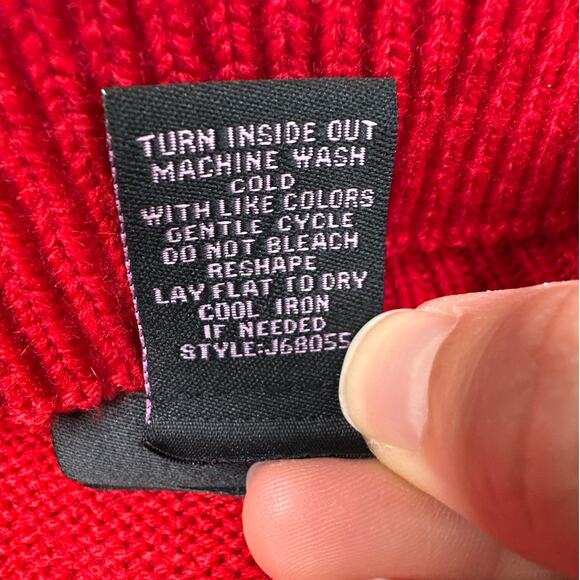 TURN INSIDE OUT
MACHINE WASH
COLD
WITH LIKE COLORS
GENTLE CYCLE
DO NOT BLEACH
RESHAPE
LAY FLAT TO DRY
COOL IRON
IF NEEDED
STYLE:J68055